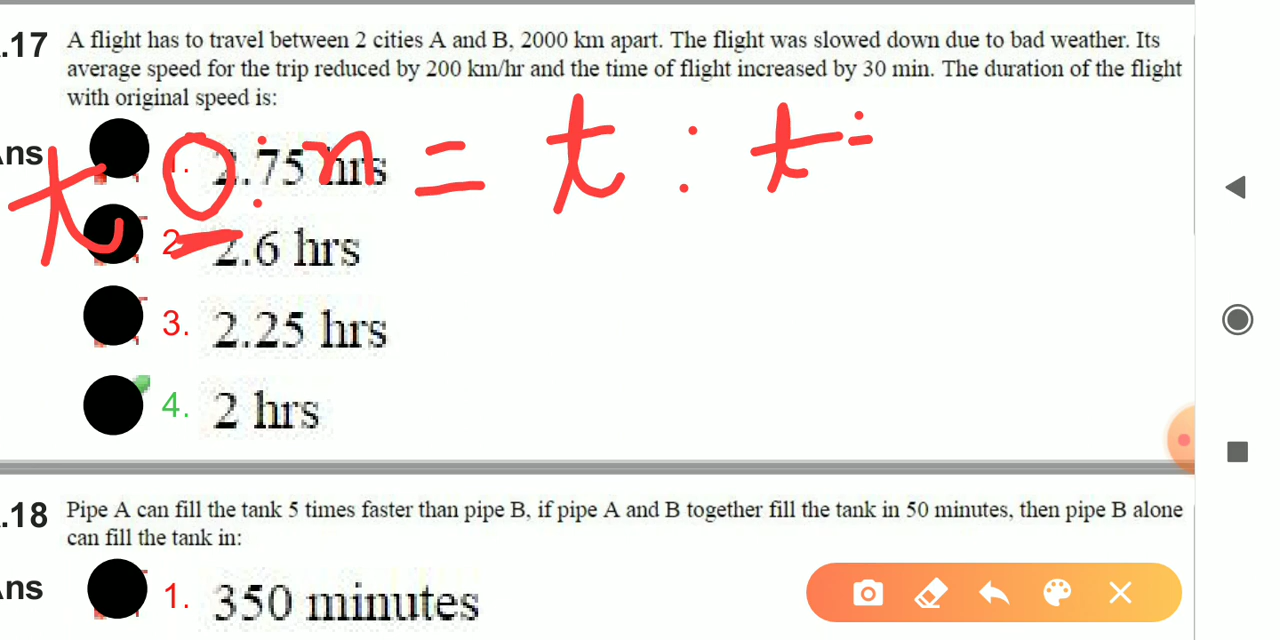 .17 A flight has to travel between 2 cities A and B, 2000 km apart. The flight was slowed down due to bad weather. Its
average speed for the trip reduced by 200 km/hr and the time of flight increased by 30 min. The duration of the flight
with original speed is:
ns 1. 2.75 hrs
t O : n = t : t
2. 2.6 hrs
3. 2.25 hrs
4. 2 hrs
.18 Pipe A can fill the tank 5 times faster than pipe B, if pipe A and B together fill the tank in 50 minutes, then pipe B alone
can fill the tank in:
ns 1. 350 minutes